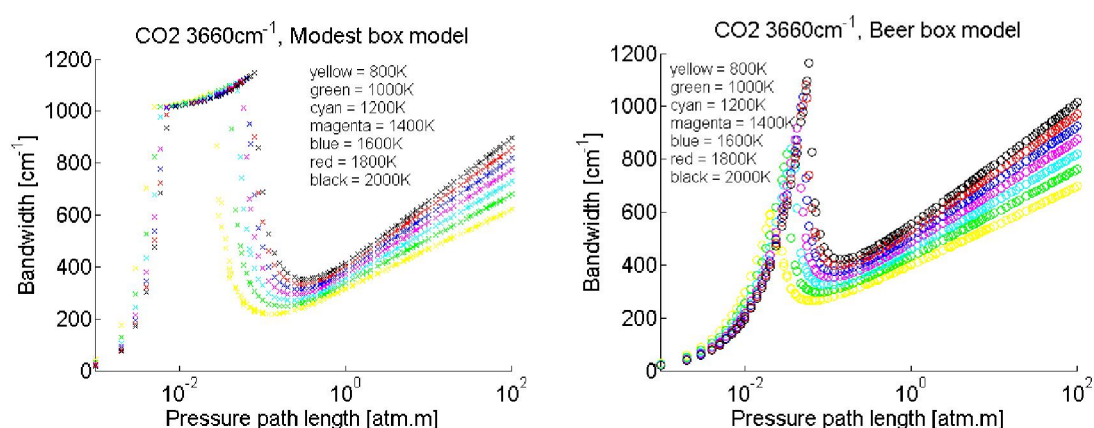 CO2 3660cm-1, Modest box model
1200
1000
800
600
400
200
0
Bandwidth [cm-1]
yellow = 800K
green = 1000K
cyan = 1200K
magenta = 1400K
blue = 1600K
red = 1800K
black = 2000K
10-2
100
102
Pressure path length [atm.m]
CO2 3660cm-1, Beer box model
1200
1000
800
600
400
200
0
Bandwidth [cm-1]
yellow = 800K
green = 1000K
cyan = 1200K
magenta = 1400K
blue = 1600K
red = 1800K
black = 2000K
10-2
100
102
Pressure path length [atm.m]